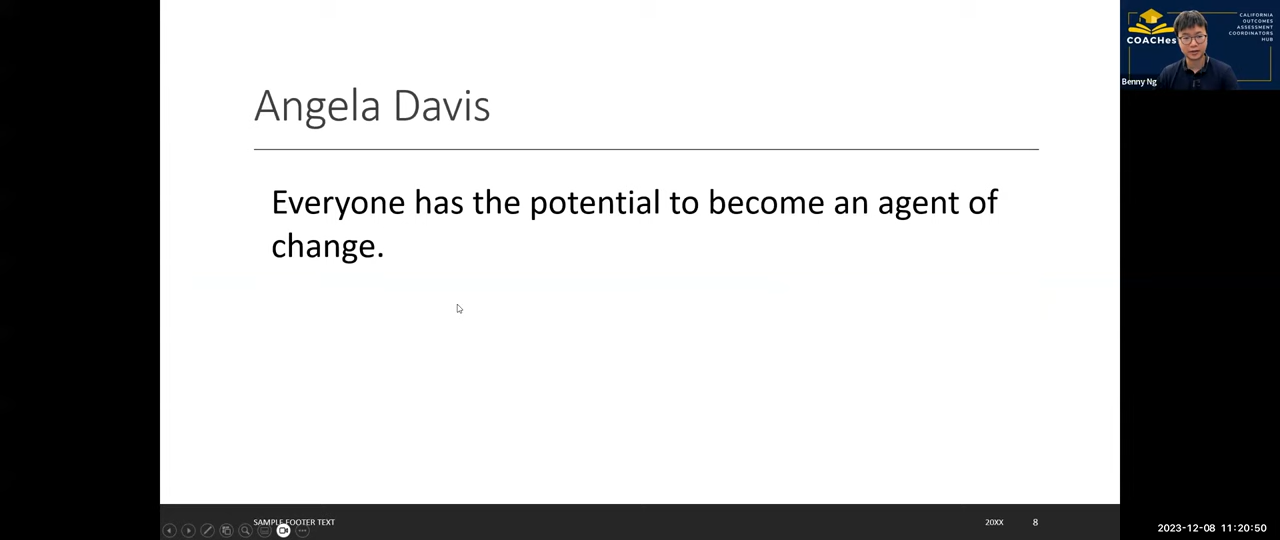 Angela Davis
Everyone has the potential to become an agent of
change.
SAMPLE FOOTER TEXT
20XX
8
COACHes
CALIFORNIA
OUTCOMES
ASSESSMENT
COORDINATORS
HUB
Benny Ng
2023-12-08 11:20:50